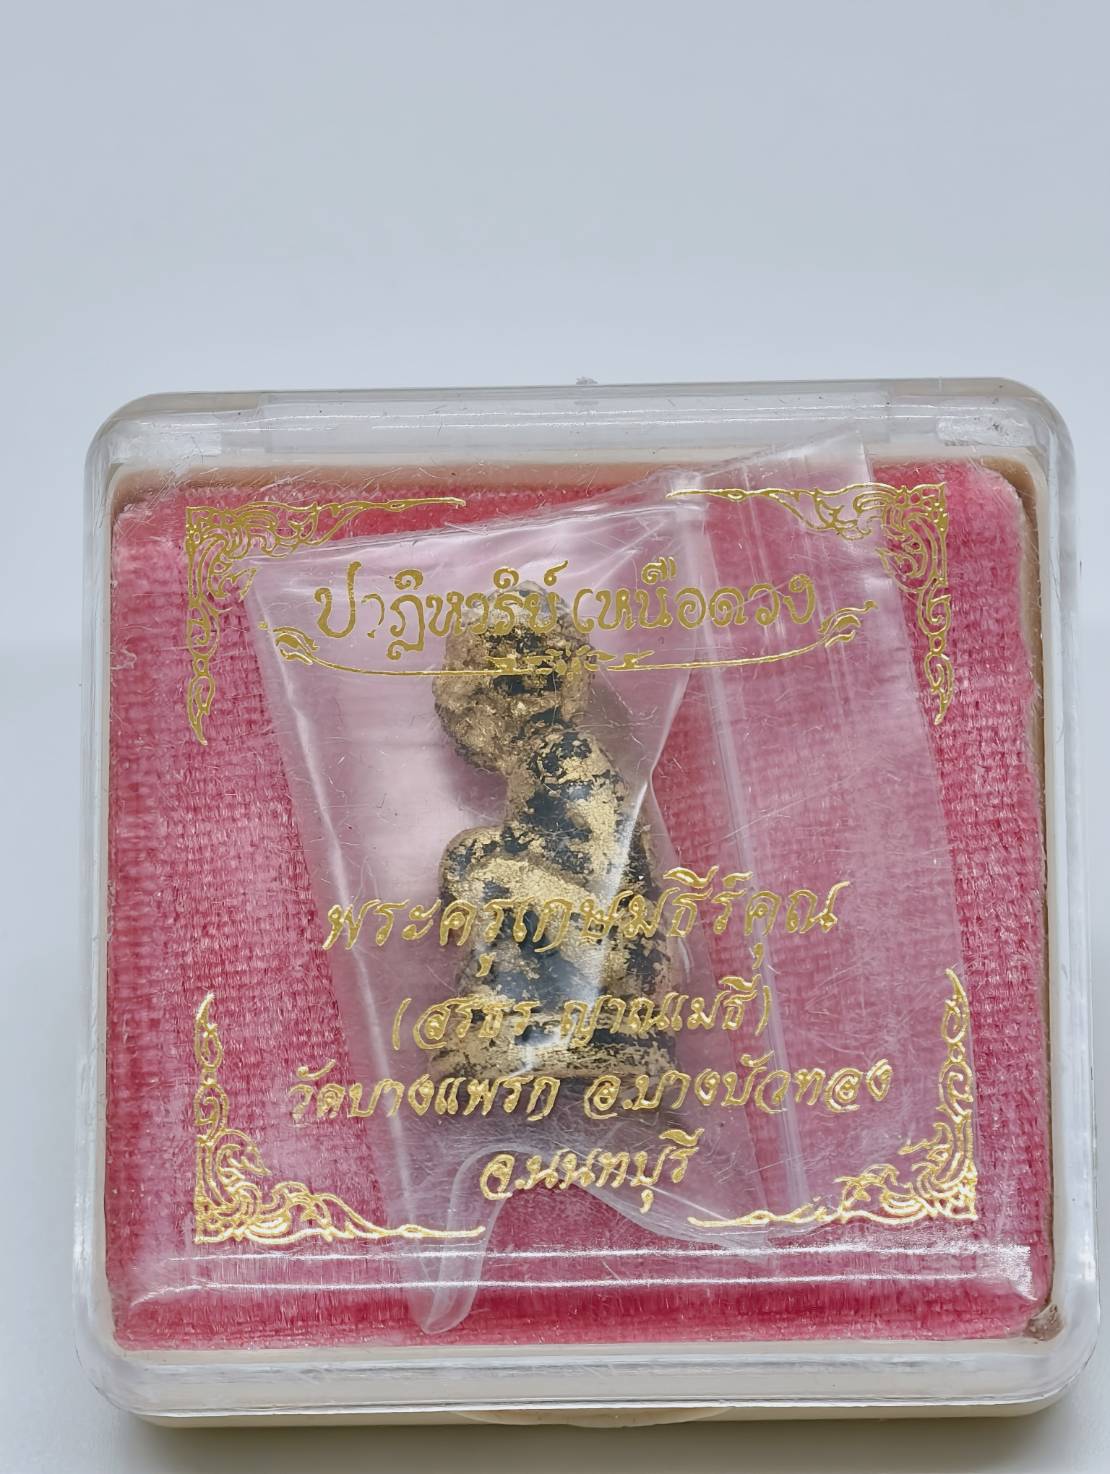 ปาฏิหาริย์เหนือดวง
พระครูเกษมธีร์คุณ
(สรธร ญาณเมธี)
วัดบางแพรก อ.บางบัวทอง
จ.นนทบุรี